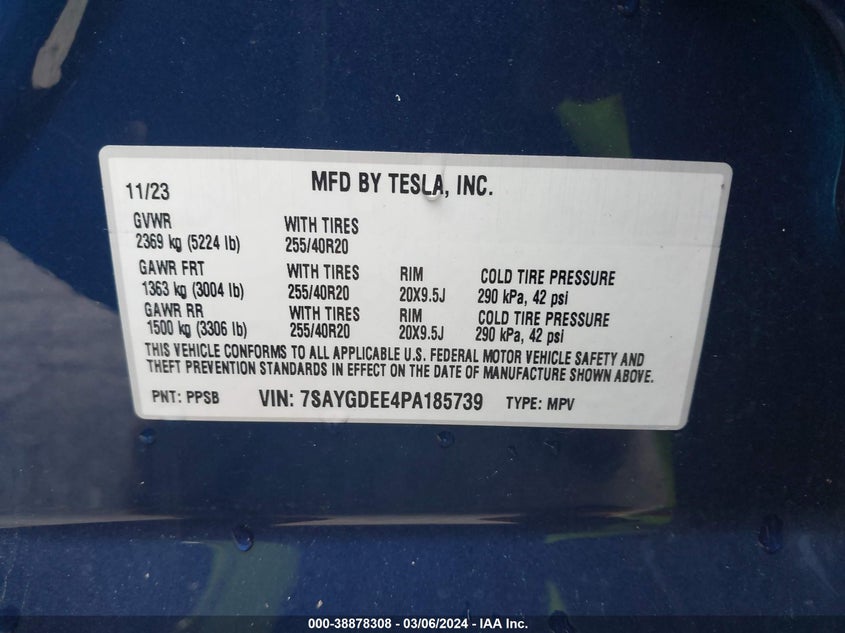 MFD BY TESLA, INC.
11/23
GVWR WITH TIRES
2369 kg (5224 lb) 255/40R20
GAWR FRT WITH TIRES RIM COLD TIRE PRESSURE
1363 kg (3004 lb) 255/40R20 20X9.5J 290 kPa, 42 psi
GAWR RR WITH TIRES RIM COLD TIRE PRESSURE
1500 kg (3306 lb) 255/40R20 20X9.5J 290 kPa, 42 psi
THIS VEHICLE CONFORMS TO ALL APPLICABLE U.S. FEDERAL MOTOR VEHICLE SAFETY AND
THEFT PREVENTION STANDARDS IN EFFECT ON THE DATE OF MANUFACTURE SHOWN ABOVE.
PNT: PPSB VIN: 7SAYGDEE4PA185739 TYPE: MPV
000-38878308 - 03/06/2024 - IAA Inc.